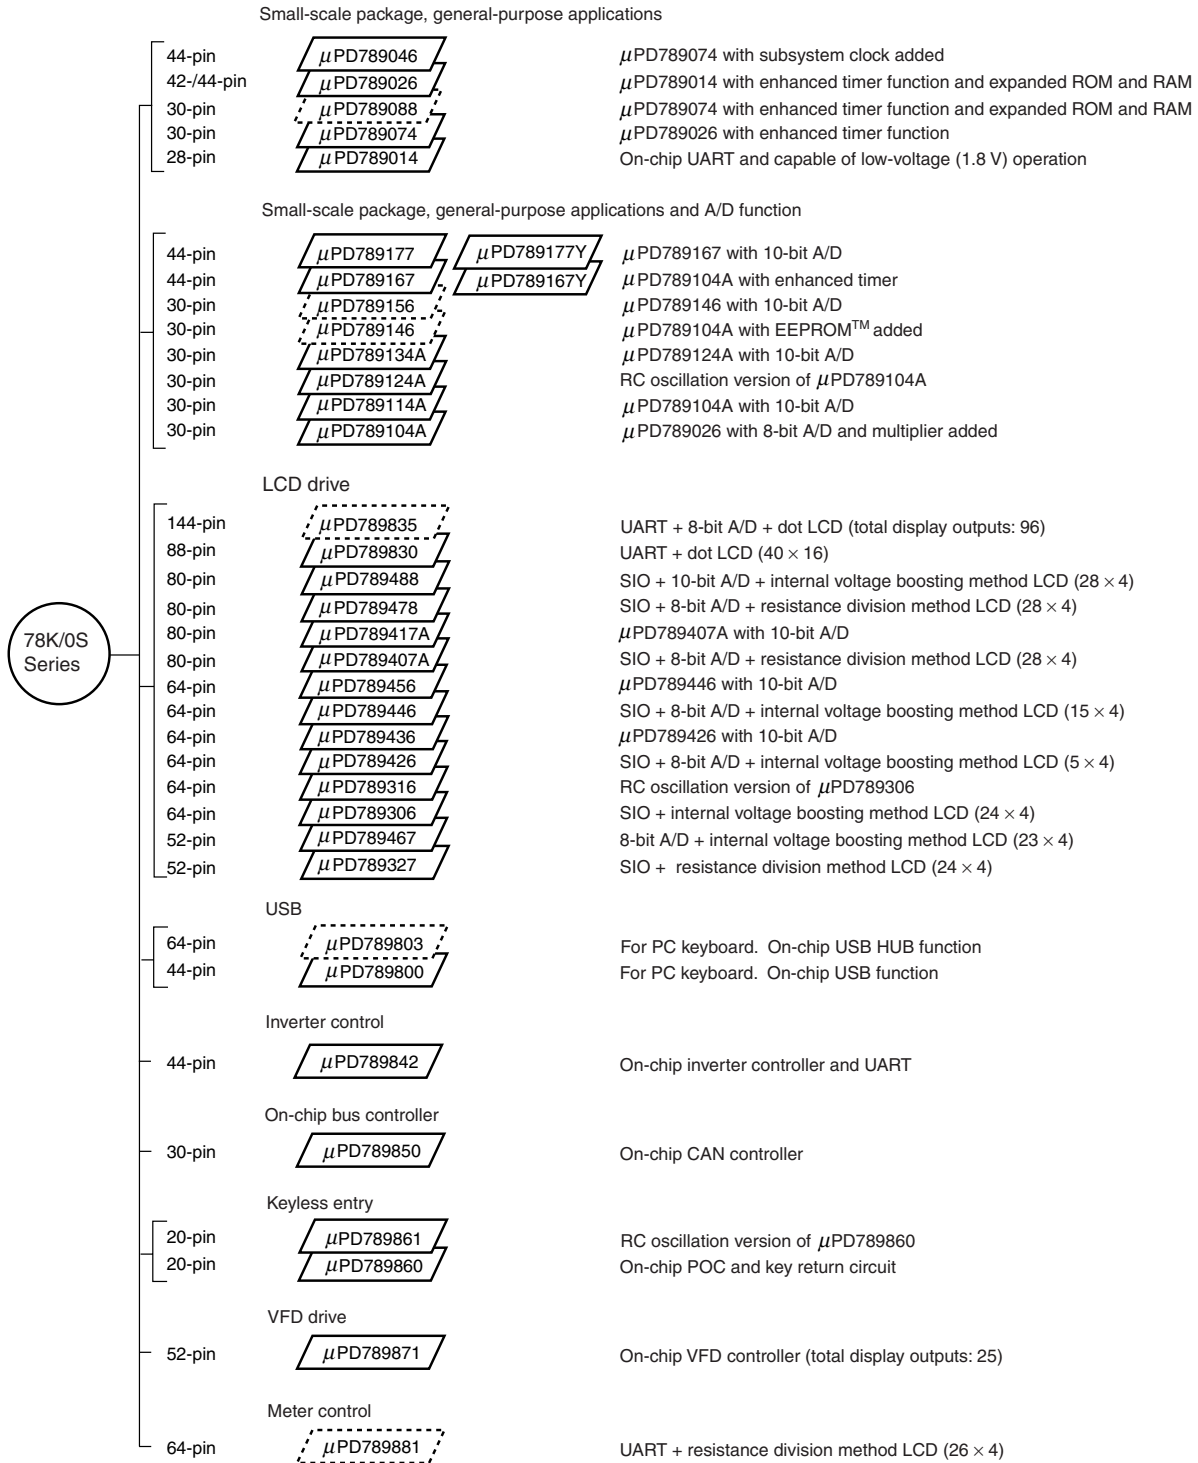 Small-scale package, general-purpose applications
44-pin μPD789046 μPD789074 with subsystem clock added
42-/44-pin μPD789026 μPD789014 with enhanced timer function and expanded ROM and RAM
30-pin μPD789088 μPD789074 with enhanced timer function and expanded ROM and RAM
30-pin μPD789074 μPD789026 with enhanced timer function
28-pin μPD789014 On-chip UART and capable of low-voltage (1.8 V) operation
Small-scale package, general-purpose applications and A/D function
44-pin μPD789177 μPD789177Y μPD789167 with 10-bit A/D
44-pin μPD789167 μPD789167Y μPD789104A with enhanced timer
30-pin μPD789156 μPD789146 with 10-bit A/D
30-pin μPD789146 μPD789104A with EEPROM™ added
30-pin μPD789134A μPD789124A with 10-bit A/D
30-pin μPD789124A RC oscillation version of μPD789104A
30-pin μPD789114A μPD789104A with 10-bit A/D
30-pin μPD789104A μPD789026 with 8-bit A/D and multiplier added
LCD drive
144-pin μPD789835 UART + 8-bit A/D + dot LCD (total display outputs: 96)
88-pin μPD789830 UART + dot LCD (40 × 16)
80-pin μPD789488 SIO + 10-bit A/D + internal voltage boosting method LCD (28 × 4)
80-pin μPD789478 SIO + 8-bit A/D + resistance division method LCD (28 × 4)
80-pin μPD789417A μPD789407A with 10-bit A/D
80-pin μPD789407A SIO + 8-bit A/D + resistance division method LCD (28 × 4)
78K/0S
Series
64-pin μPD789456 μPD789446 with 10-bit A/D
64-pin μPD789446 SIO + 8-bit A/D + internal voltage boosting method LCD (15 × 4)
64-pin μPD789436 μPD789426 with 10-bit A/D
64-pin μPD789426 SIO + 8-bit A/D + internal voltage boosting method LCD (5 × 4)
64-pin μPD789316 RC oscillation version of μPD789306
64-pin μPD789306 SIO + internal voltage boosting method LCD (24 × 4)
52-pin μPD789467 8-bit A/D + internal voltage boosting method LCD (23 × 4)
52-pin μPD789327 SIO + resistance division method LCD (24 × 4)
USB
64-pin μPD789803 For PC keyboard. On-chip USB HUB function
44-pin μPD789800 For PC keyboard. On-chip USB function
Inverter control
44-pin μPD789842 On-chip inverter controller and UART
On-chip bus controller
30-pin μPD789850 On-chip CAN controller
Keyless entry
20-pin μPD789861 RC oscillation version of μPD789860
20-pin μPD789860 On-chip POC and key return circuit
VFD drive
52-pin μPD789871 On-chip VFD controller (total display outputs: 25)
Meter control
64-pin μPD789881 UART + resistance division method LCD (26 × 4)